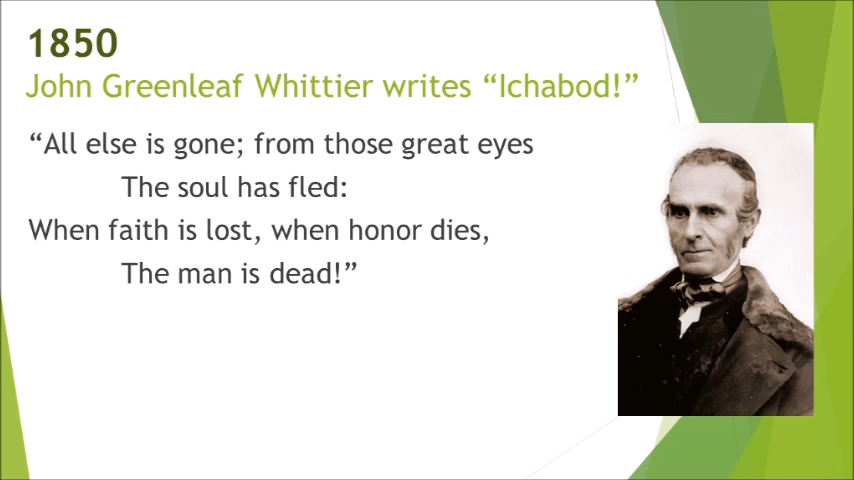 1850
John Greenleaf Whittier writes “Ichabod!”
“All else is gone; from those great eyes
The soul has fled:
When faith is lost, when honor dies,
The man is dead!”